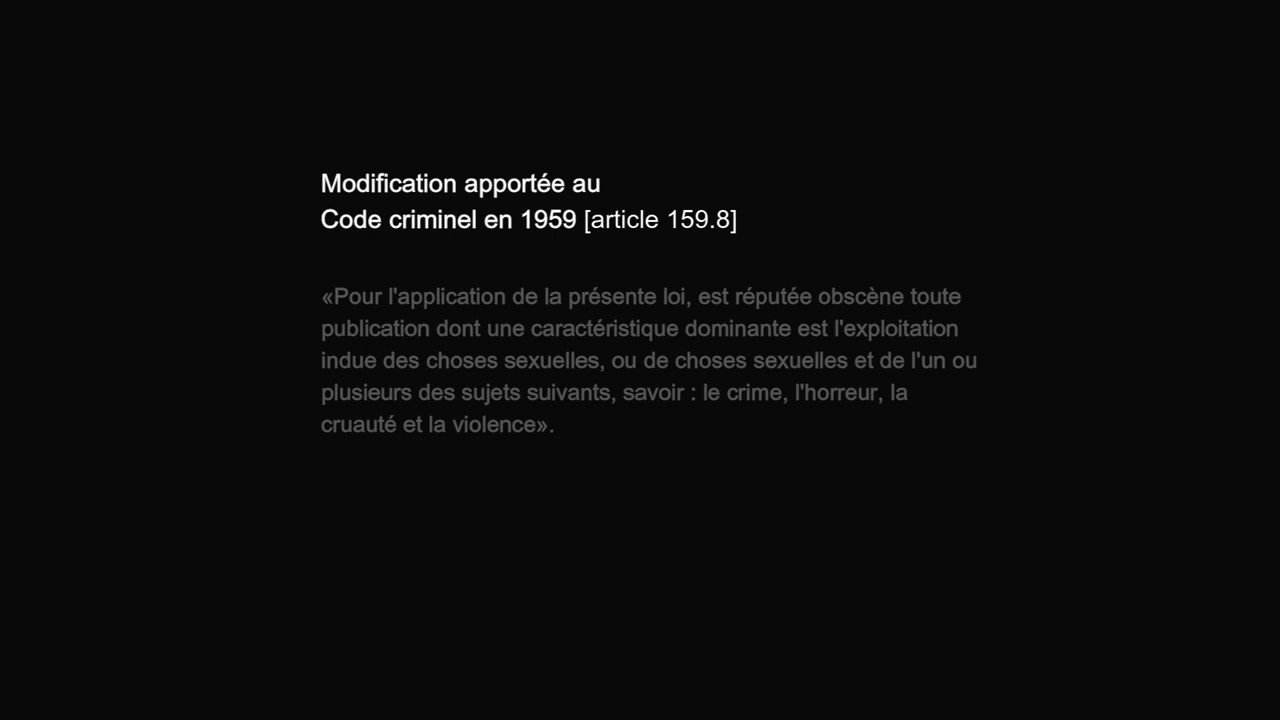 Modification apportée au
Code criminel en 1959 [article 159.8]
«Pour l'application de la présente loi, est réputée obscène toute
publication dont une caractéristique dominante est l'exploitation
indue des choses sexuelles, ou de choses sexuelles et de l'un ou
plusieurs des sujets suivants, savoir : le crime, l'horreur, la
cruauté et la violence».